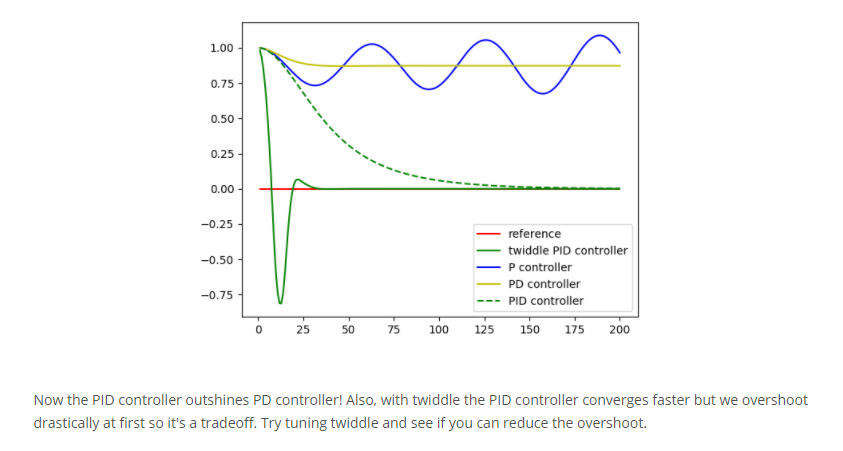 1.00
0.75
0.50
0.25
0.00
−0.25
−0.50
−0.75
0 25 50 75 100 125 150 175 200
reference
twiddle PID controller
P controller
PD controller
PID controller
Now the PID controller outshines PD controller! Also, with twiddle the PID controller converges faster but we overshoot
drastically at first so it's a tradeoff. Try tuning twiddle and see if you can reduce the overshoot.